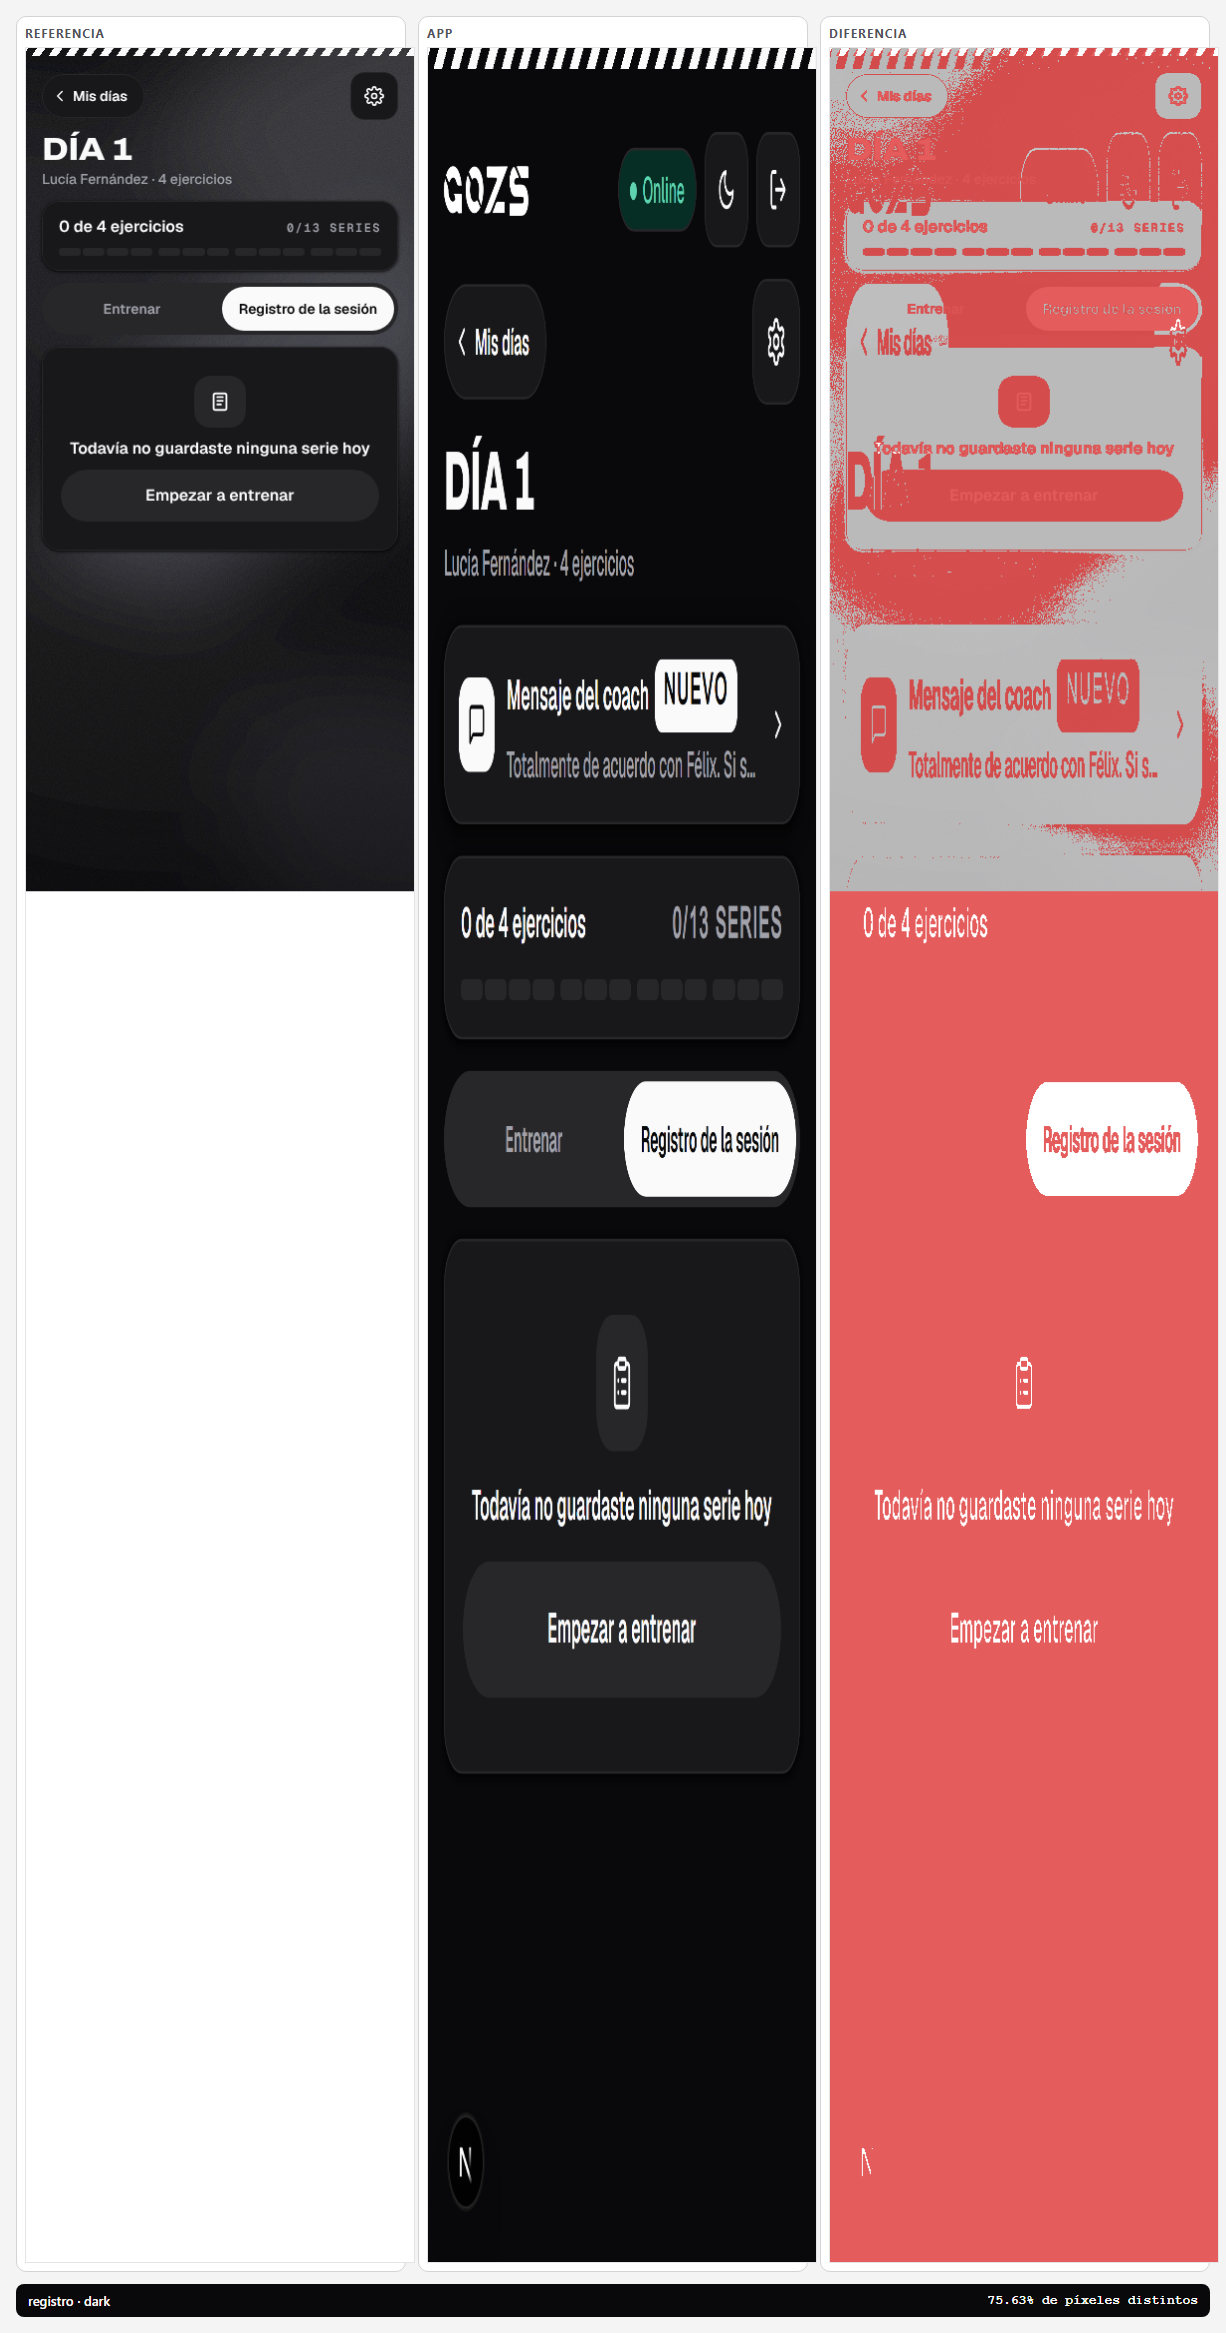 REFERENCIA
Mis días
DÍA 1
Lucía Fernández · 4 ejercicios
0 de 4 ejercicios
0/13 SERIES
Entrenar
Registro de la sesión
Todavía no guardaste ninguna serie hoy
Empezar a entrenar
APP
GOZS
Online
Mis días
DÍA 1
Lucía Fernández · 4 ejercicios
Mensaje del coach NUEVO
Totalmente de acuerdo con Félix. Si s...
0 de 4 ejercicios
0/13 SERIES
Entrenar
Registro de la sesión
Todavía no guardaste ninguna serie hoy
Empezar a entrenar
N
DIFERENCIA
Mis días
DÍA 1
0 de 4 ejercicios
0/13 SERIES
Entrenar
Registro de la sesión
Mis días
Todavía no guardaste ninguna serie hoy
DÍA 1
Empezar a entrenar
Mensaje del coach NUEVO
Totalmente de acuerdo con Félix. Si s...
0 de 4 ejercicios
Registro de la sesión
Todavía no guardaste ninguna serie hoy
Empezar a entrenar
N
registro · dark
75.63% de píxeles distintos